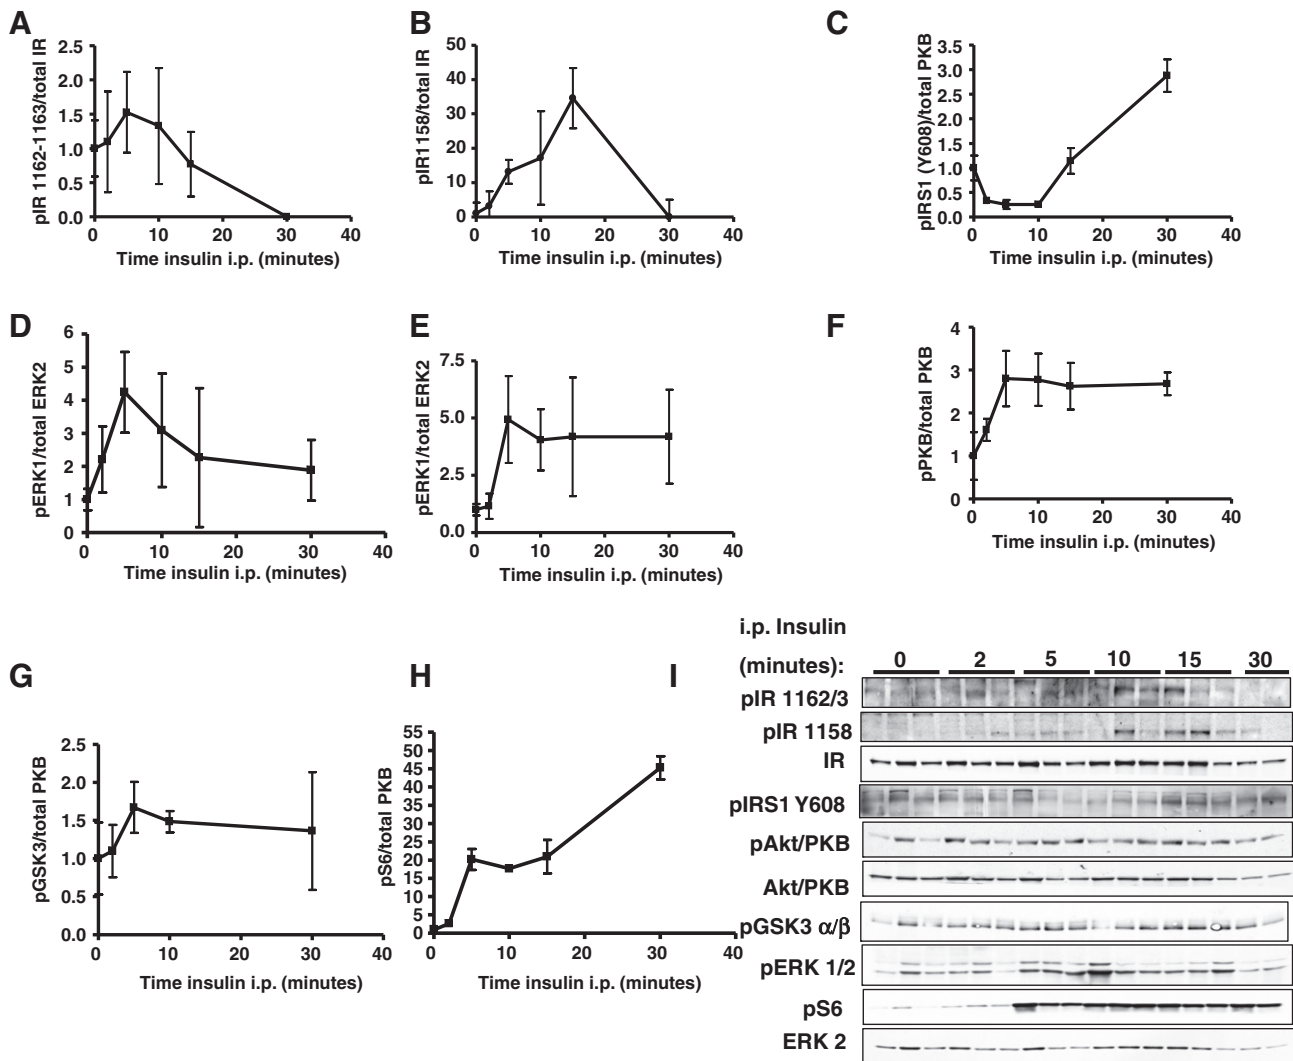 A
pIR 1162-1163/total IR
2.5
2.0
1.5
1.0
0.5
0.0
0 10 20 30 40
Time insulin i.p. (minutes)
B
pIR1158/total IR
50
40
30
20
10
0
0 10 20 30 40
Time insulin i.p. (minutes)
C
pIRS1 (Y608)/total PKB
3.5
3.0
2.5
2.0
1.5
1.0
0.5
0.0
0 10 20 30 40
Time insulin i.p. (minutes)
D
pERK1/total ERK2
6
5
4
3
2
1
0
0 10 20 30 40
Time insulin i.p. (minutes)
E
pERK1/total ERK2
7.5
5.0
2.5
0.0
0 10 20 30 40
Time insulin i.p. (minutes)
F
pPKB/total PKB
4
3
2
1
0
0 10 20 30 40
Time insulin i.p. (minutes)
G
pGSK3/total PKB
2.5
2.0
1.5
1.0
0.5
0.0
0 10 20 30 40
Time insulin i.p. (minutes)
H
pS6/total PKB
55
50
45
40
35
30
25
20
15
10
5
0
0 10 20 30 40
Time insulin i.p. (minutes)
I
i.p. Insulin
(minutes): 0 2 5 10 15 30
pIR 1162/3
pIR 1158
IR
pIRS1 Y608
pAkt/PKB
Akt/PKB
pGSK3 α/β
pERK 1/2
pS6
ERK 2